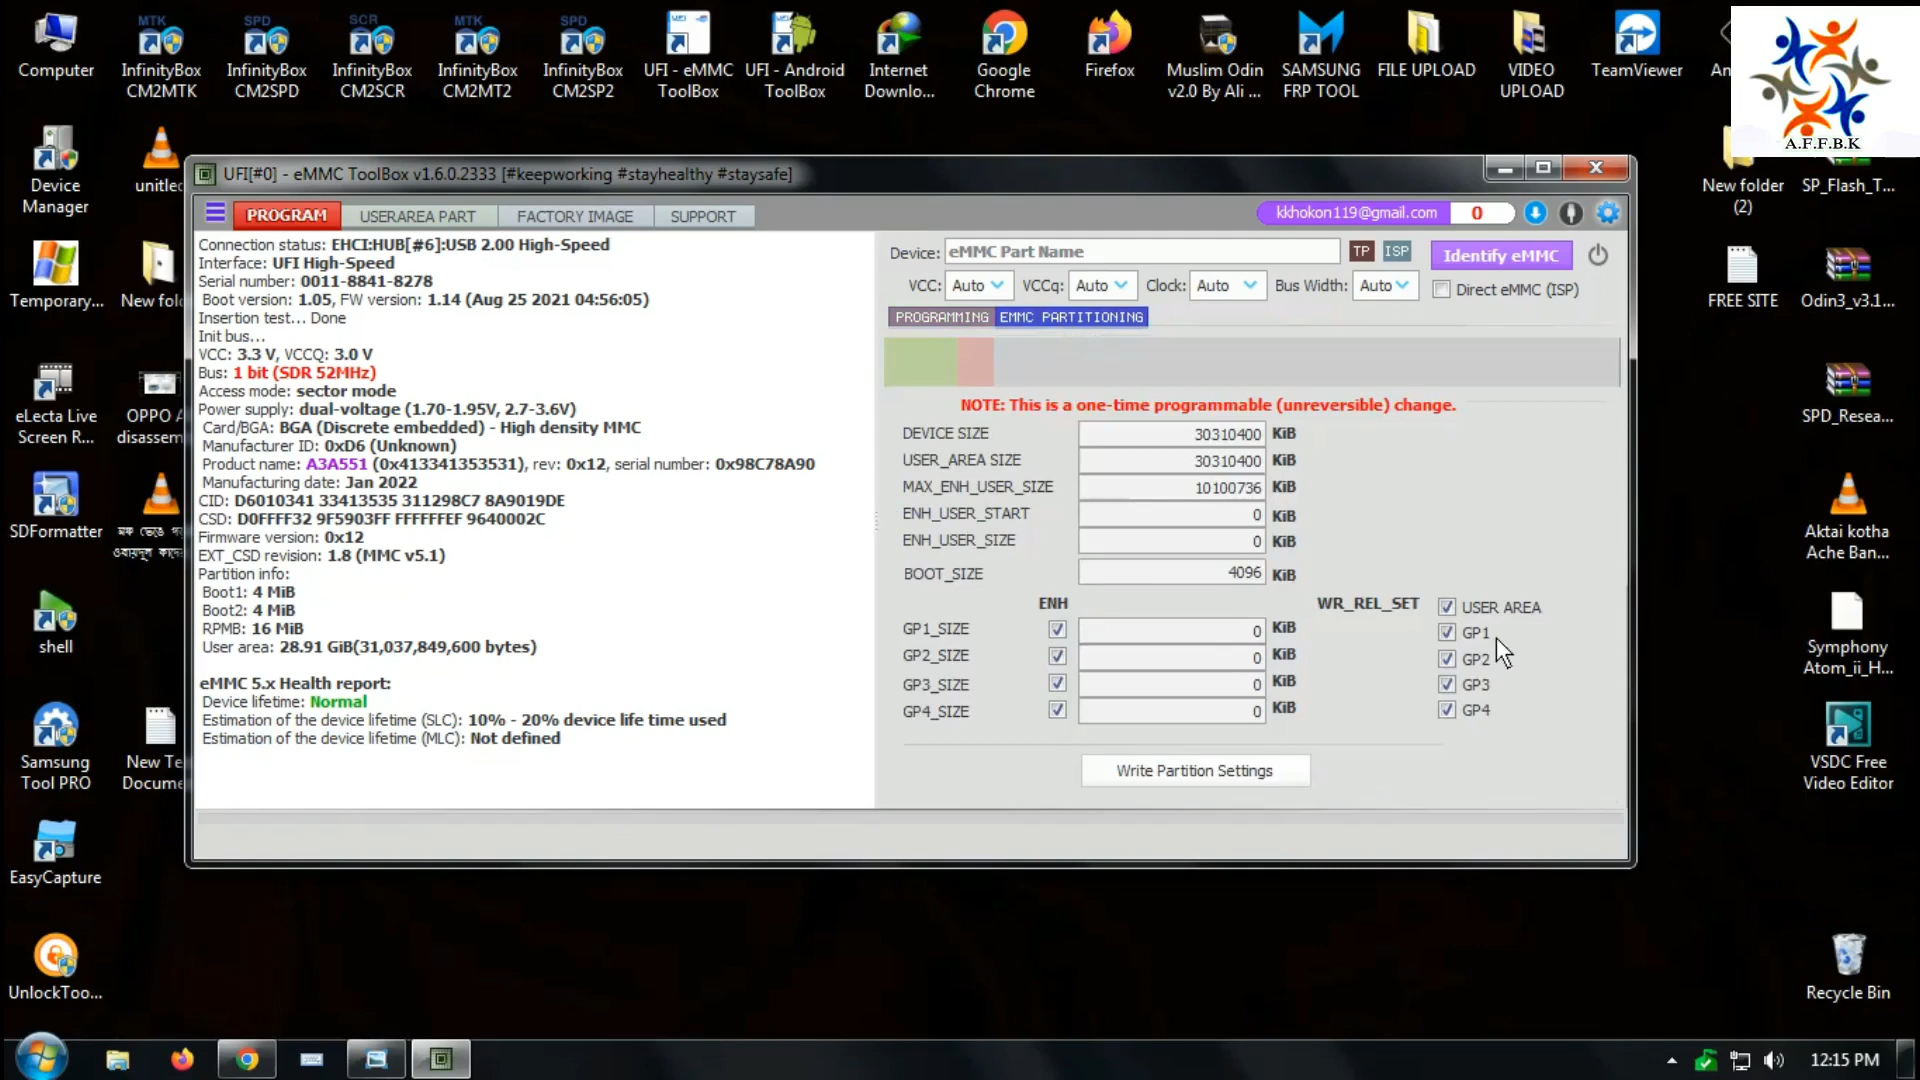 Computer
MTK
InfinityBox
CM2MTK
SPD
InfinityBox
CM2SPD
SCR
InfinityBox
CM2SCR
MTK
InfinityBox
CM2MT2
SPD
InfinityBox
CM2SP2
UFI - eMMC
ToolBox
UFI - Android
ToolBox
Internet
Downlo...
Google
Chrome
Firefox
Muslim Odin
v2.0 By Ali ...
SAMSUNG
FRP TOOL
FILE UPLOAD
VIDEO
UPLOAD
TeamViewer
An
A.F.F.B.K
Device
Manager
untitlec
New folder
(2)
SP_Flash_T...
Temporary...
New fold
FREE SITE
Odin3_v3.1...
eLecta Live
Screen R...
OPPO A
disassem
SPD_Resea...
SDFormatter
Aktai kotha
Ache Ban...
shell
Symphony
Atom_ii_H...
Samsung
Tool PRO
New Te
Docume
VSDC Free
Video Editor
EasyCapture
UnlockToo...
Recycle Bin
UFI[#0] - eMMC ToolBox v1.6.0.2333 [#keepworking #stayhealthy #staysafe]
PROGRAM USERAREA PART FACTORY IMAGE SUPPORT
kkhokon119@gmail.com 0
Connection status: EHCI:HUB[#6]:USB 2.00 High-Speed
Interface: UFI High-Speed
Serial number: 0011-8841-8278
Boot version: 1.05, FW version: 1.14 (Aug 25 2021 04:56:05)
Insertion test... Done
Init bus...
VCC: 3.3 V, VCCQ: 3.0 V
Bus: 1 bit (SDR 52MHz)
Access mode: sector mode
Power supply: dual-voltage (1.70-1.95V, 2.7-3.6V)
Card/BGA: BGA (Discrete embedded) - High density MMC
Manufacturer ID: 0xD6 (Unknown)
Product name: A3A551 (0x413341353531), rev: 0x12, serial number: 0x98C78A90
Manufacturing date: Jan 2022
CID: D6010341 33413535 311298C7 8A9019DE
CSD: D0FFFF32 9F5903FF FFFFFFEF 9640002C
Firmware version: 0x12
EXT_CSD revision: 1.8 (MMC v5.1)
Partition info:
Boot1: 4 MiB
Boot2: 4 MiB
RPMB: 16 MiB
User area: 28.91 GiB(31,037,849,600 bytes)
eMMC 5.x Health report:
Device lifetime: Normal
Estimation of the device lifetime (SLC): 10% - 20% device life time used
Estimation of the device lifetime (MLC): Not defined
Device: eMMC Part Name TP ISP Identify eMMC
VCC: Auto VCCq: Auto Clock: Auto Bus Width: Auto Direct eMMC (ISP)
PROGRAMMING EMMC PARTITIONING
NOTE: This is a one-time programmable (unreversible) change.
DEVICE SIZE 30310400 KiB
USER_AREA SIZE 30310400 KiB
MAX_ENH_USER_SIZE 10100736 KiB
ENH_USER_START 0 KiB
ENH_USER_SIZE 0 KiB
BOOT_SIZE 4096 KiB
ENH WR_REL_SET USER AREA
GP1_SIZE 0 KiB GP1
GP2_SIZE 0 KiB GP2
GP3_SIZE 0 KiB GP3
GP4_SIZE 0 KiB GP4
Write Partition Settings
12:15 PM